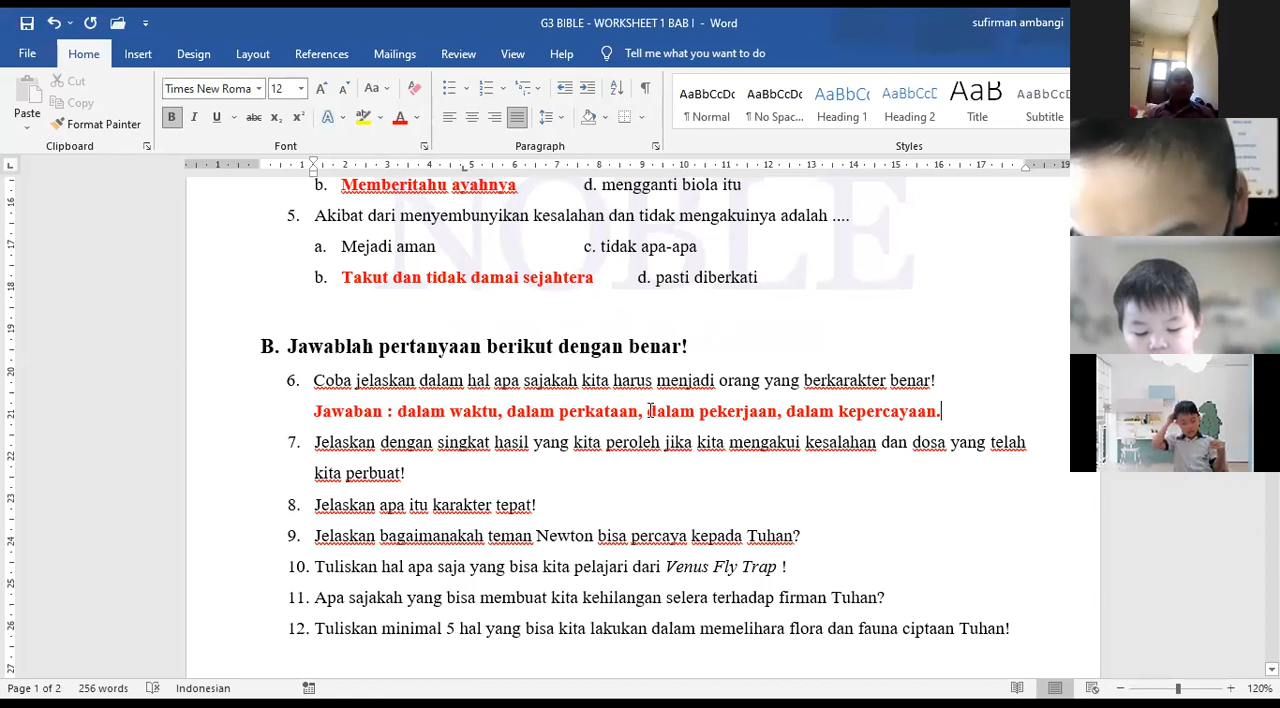 G3 BIBLE - WORKSHEET 1 BAB I - Word
sufirman ambangi
File Home Insert Design Layout References Mailings Review View Help Tell me what you want to do
Cut
Copy
Paste
Format Painter
Clipboard
Times New Roma 12
Font
Paragraph
AaBbCcDc AaBbCcDc AaBbC AaBbCcD AaB AaBbCcD
¶ Normal ¶ No Spac... Heading 1 Heading 2 Title Subtitle
Styles
NOBLE
b. Memberitahu ayahnya d. mengganti biola itu
5. Akibat dari menyembunyikan kesalahan dan tidak mengakuinya adalah ....
a. Mejadi aman c. tidak apa-apa
b. Takut dan tidak damai sejahtera d. pasti diberkati
B. Jawablah pertanyaan berikut dengan benar!
6. Coba jelaskan dalam hal apa sajakah kita harus menjadi orang yang berkarakter benar!
Jawaban : dalam waktu, dalam perkataan, dalam pekerjaan, dalam kepercayaan.
7. Jelaskan dengan singkat hasil yang kita peroleh jika kita mengakui kesalahan dan dosa yang telah
kita perbuat!
8. Jelaskan apa itu karakter tepat!
9. Jelaskan bagaimanakah teman Newton bisa percaya kepada Tuhan?
10. Tuliskan hal apa saja yang bisa kita pelajari dari Venus Fly Trap !
11. Apa sajakah yang bisa membuat kita kehilangan selera terhadap firman Tuhan?
12. Tuliskan minimal 5 hal yang bisa kita lakukan dalam memelihara flora dan fauna ciptaan Tuhan!
Page 1 of 2 256 words Indonesian 120%